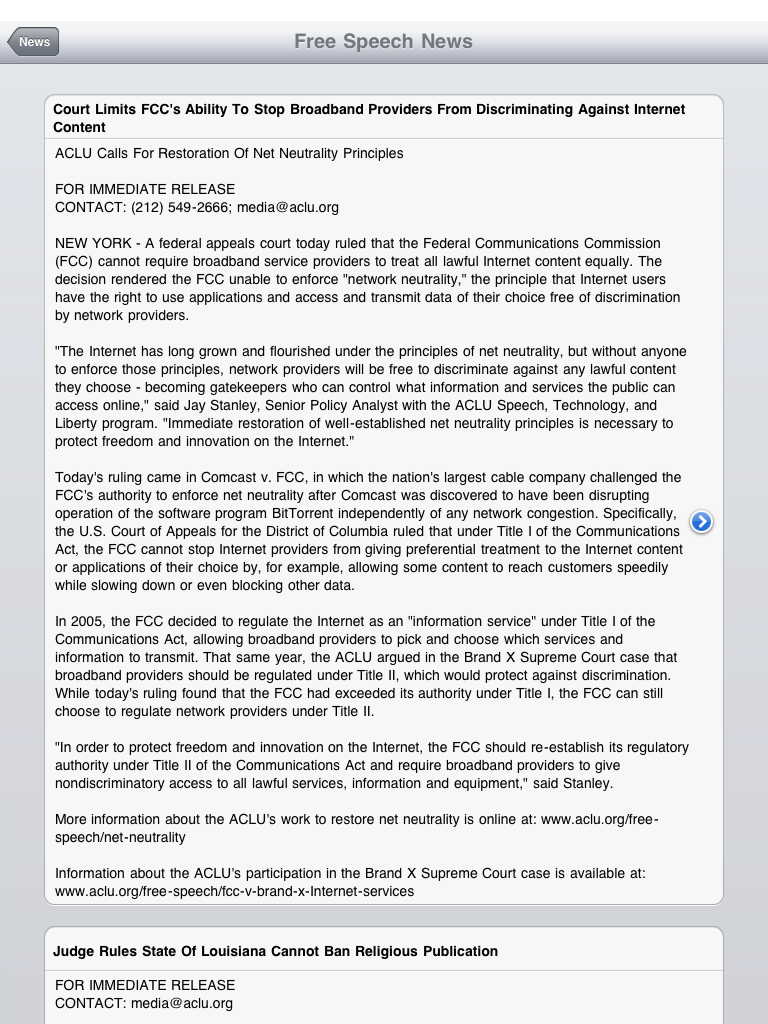 News
Free Speech News
Court Limits FCC's Ability To Stop Broadband Providers From Discriminating Against Internet
Content
ACLU Calls For Restoration Of Net Neutrality Principles
FOR IMMEDIATE RELEASE
CONTACT: (212) 549-2666; media@aclu.org
NEW YORK - A federal appeals court today ruled that the Federal Communications Commission
(FCC) cannot require broadband service providers to treat all lawful Internet content equally. The
decision rendered the FCC unable to enforce "network neutrality," the principle that Internet users
have the right to use applications and access and transmit data of their choice free of discrimination
by network providers.
"The Internet has long grown and flourished under the principles of net neutrality, but without anyone
to enforce those principles, network providers will be free to discriminate against any lawful content
they choose - becoming gatekeepers who can control what information and services the public can
access online," said Jay Stanley, Senior Policy Analyst with the ACLU Speech, Technology, and
Liberty program. "Immediate restoration of well-established net neutrality principles is necessary to
protect freedom and innovation on the Internet."
Today's ruling came in Comcast v. FCC, in which the nation's largest cable company challenged the
FCC's authority to enforce net neutrality after Comcast was discovered to have been disrupting
operation of the software program BitTorrent independently of any network congestion. Specifically,
the U.S. Court of Appeals for the District of Columbia ruled that under Title I of the Communications
Act, the FCC cannot stop Internet providers from giving preferential treatment to the Internet content
or applications of their choice by, for example, allowing some content to reach customers speedily
while slowing down or even blocking other data.
In 2005, the FCC decided to regulate the Internet as an "information service" under Title I of the
Communications Act, allowing broadband providers to pick and choose which services and
information to transmit. That same year, the ACLU argued in the Brand X Supreme Court case that
broadband providers should be regulated under Title II, which would protect against discrimination.
While today's ruling found that the FCC had exceeded its authority under Title I, the FCC can still
choose to regulate network providers under Title II.
"In order to protect freedom and innovation on the Internet, the FCC should re-establish its regulatory
authority under Title II of the Communications Act and require broadband providers to give
nondiscriminatory access to all lawful services, information and equipment," said Stanley.
More information about the ACLU's work to restore net neutrality is online at: www.aclu.org/free-
speech/net-neutrality
Information about the ACLU's participation in the Brand X Supreme Court case is available at:
www.aclu.org/free-speech/fcc-v-brand-x-Internet-services
Judge Rules State Of Louisiana Cannot Ban Religious Publication
FOR IMMEDIATE RELEASE
CONTACT: media@aclu.org